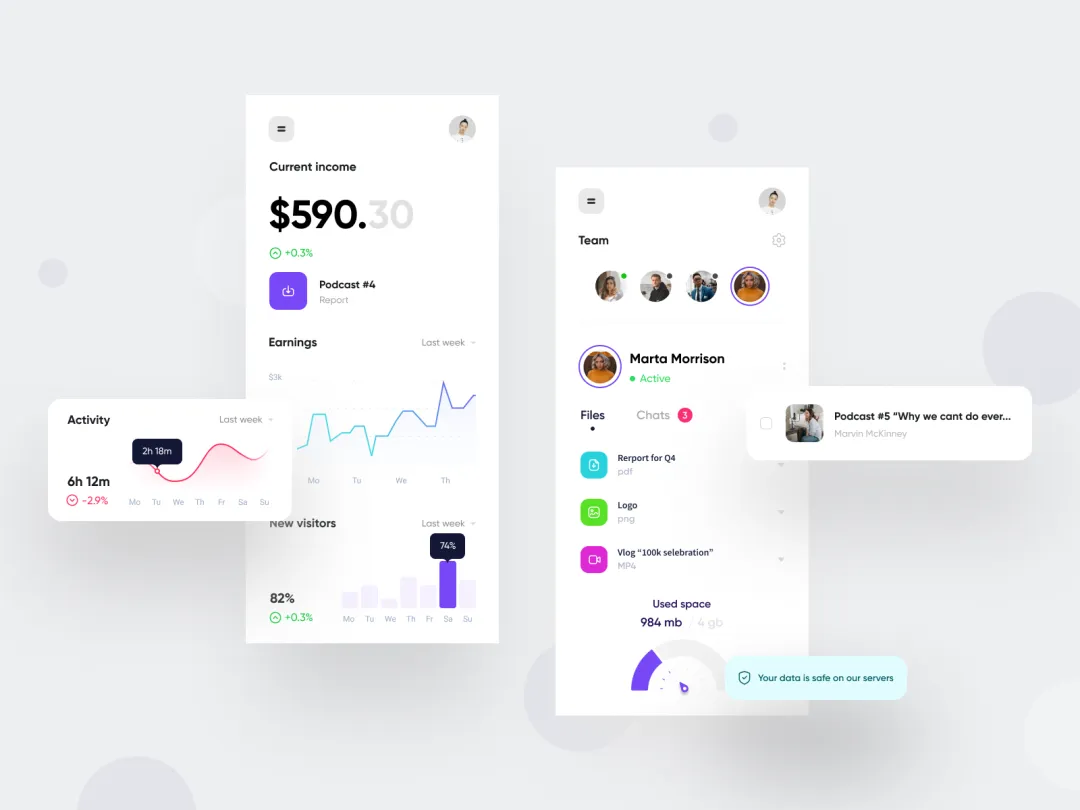 Current income
$590.30
+0.3%
Podcast #4
Report
Earnings
Last week
$3k
Mo Tu We Th
Activity
Last week
2h 18m
6h 12m
-2.9%
Mo Tu We Th Fr Sa Su
New visitors
Last week
74%
82%
+0.3%
Mo Tu We Th Fr Sa Su
Team
Marta Morrison
Active
Files
Chats 3
Rerport for Q4
pdf
Logo
png
Vlog “100k selebration”
MP4
Used space
984 mb / 4 gb
Podcast #5 “Why we cant do ever...
Marvin McKinney
Your data is safe on our servers